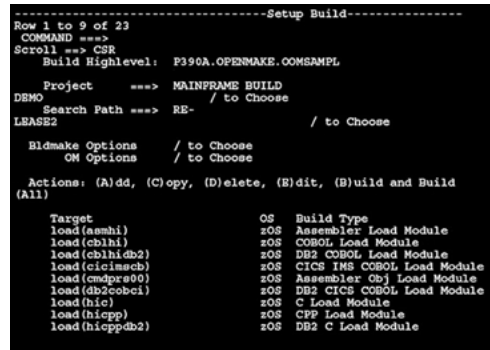 ------------------------------------Setup Build----------------
Row 1 to 9 of 23
COMMAND ===>
Scroll ==> CSR
Build Highlevel: P390A.OPENMAKE.OOMSAMPL
Project ===> MAINFRAME BUILD
DEMO / to Choose
Search Path ===> RE-
LEASE2 / to Choose
Bldmake Options / to Choose
OM Options / to Choose
Actions: (A)dd, (C)opy, (D)elete, (E)dit, (B)uild and Build
(All)
Target OS Build Type
load(asmhi) zOS Assembler Load Module
load(cblhi) zOS COBOL Load Module
load(cblhidb2) zOS DB2 COBOL Load Module
load(cicimscb) zOS CICS IMS COBOL Load Module
load(cmdprs00) zOS Assembler Obj Load Module
load(db2cobci) zOS DB2 CICS COBOL Load Module
load(hic) zOS C Load Module
load(hicpp) zOS CPP Load Module
load(hicppdb2) zOS DB2 C Load Module